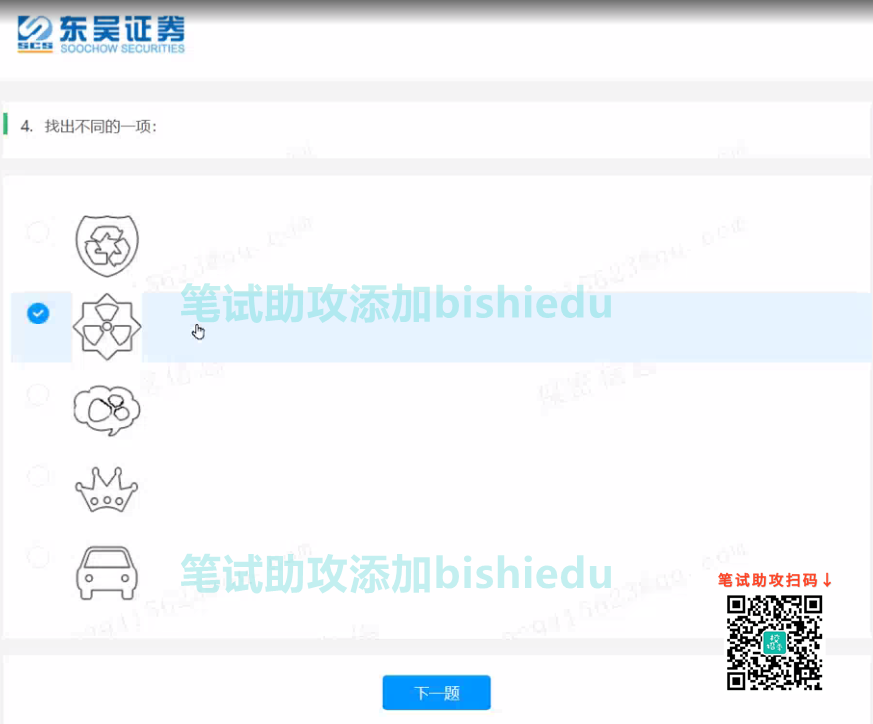 东吴证券
SCS SOOCHOW SECURITIES
4. 找出不同的一项:
笔试助攻添加bishiedu
笔试助攻添加bishiedu
笔试助攻扫码↓
下一题